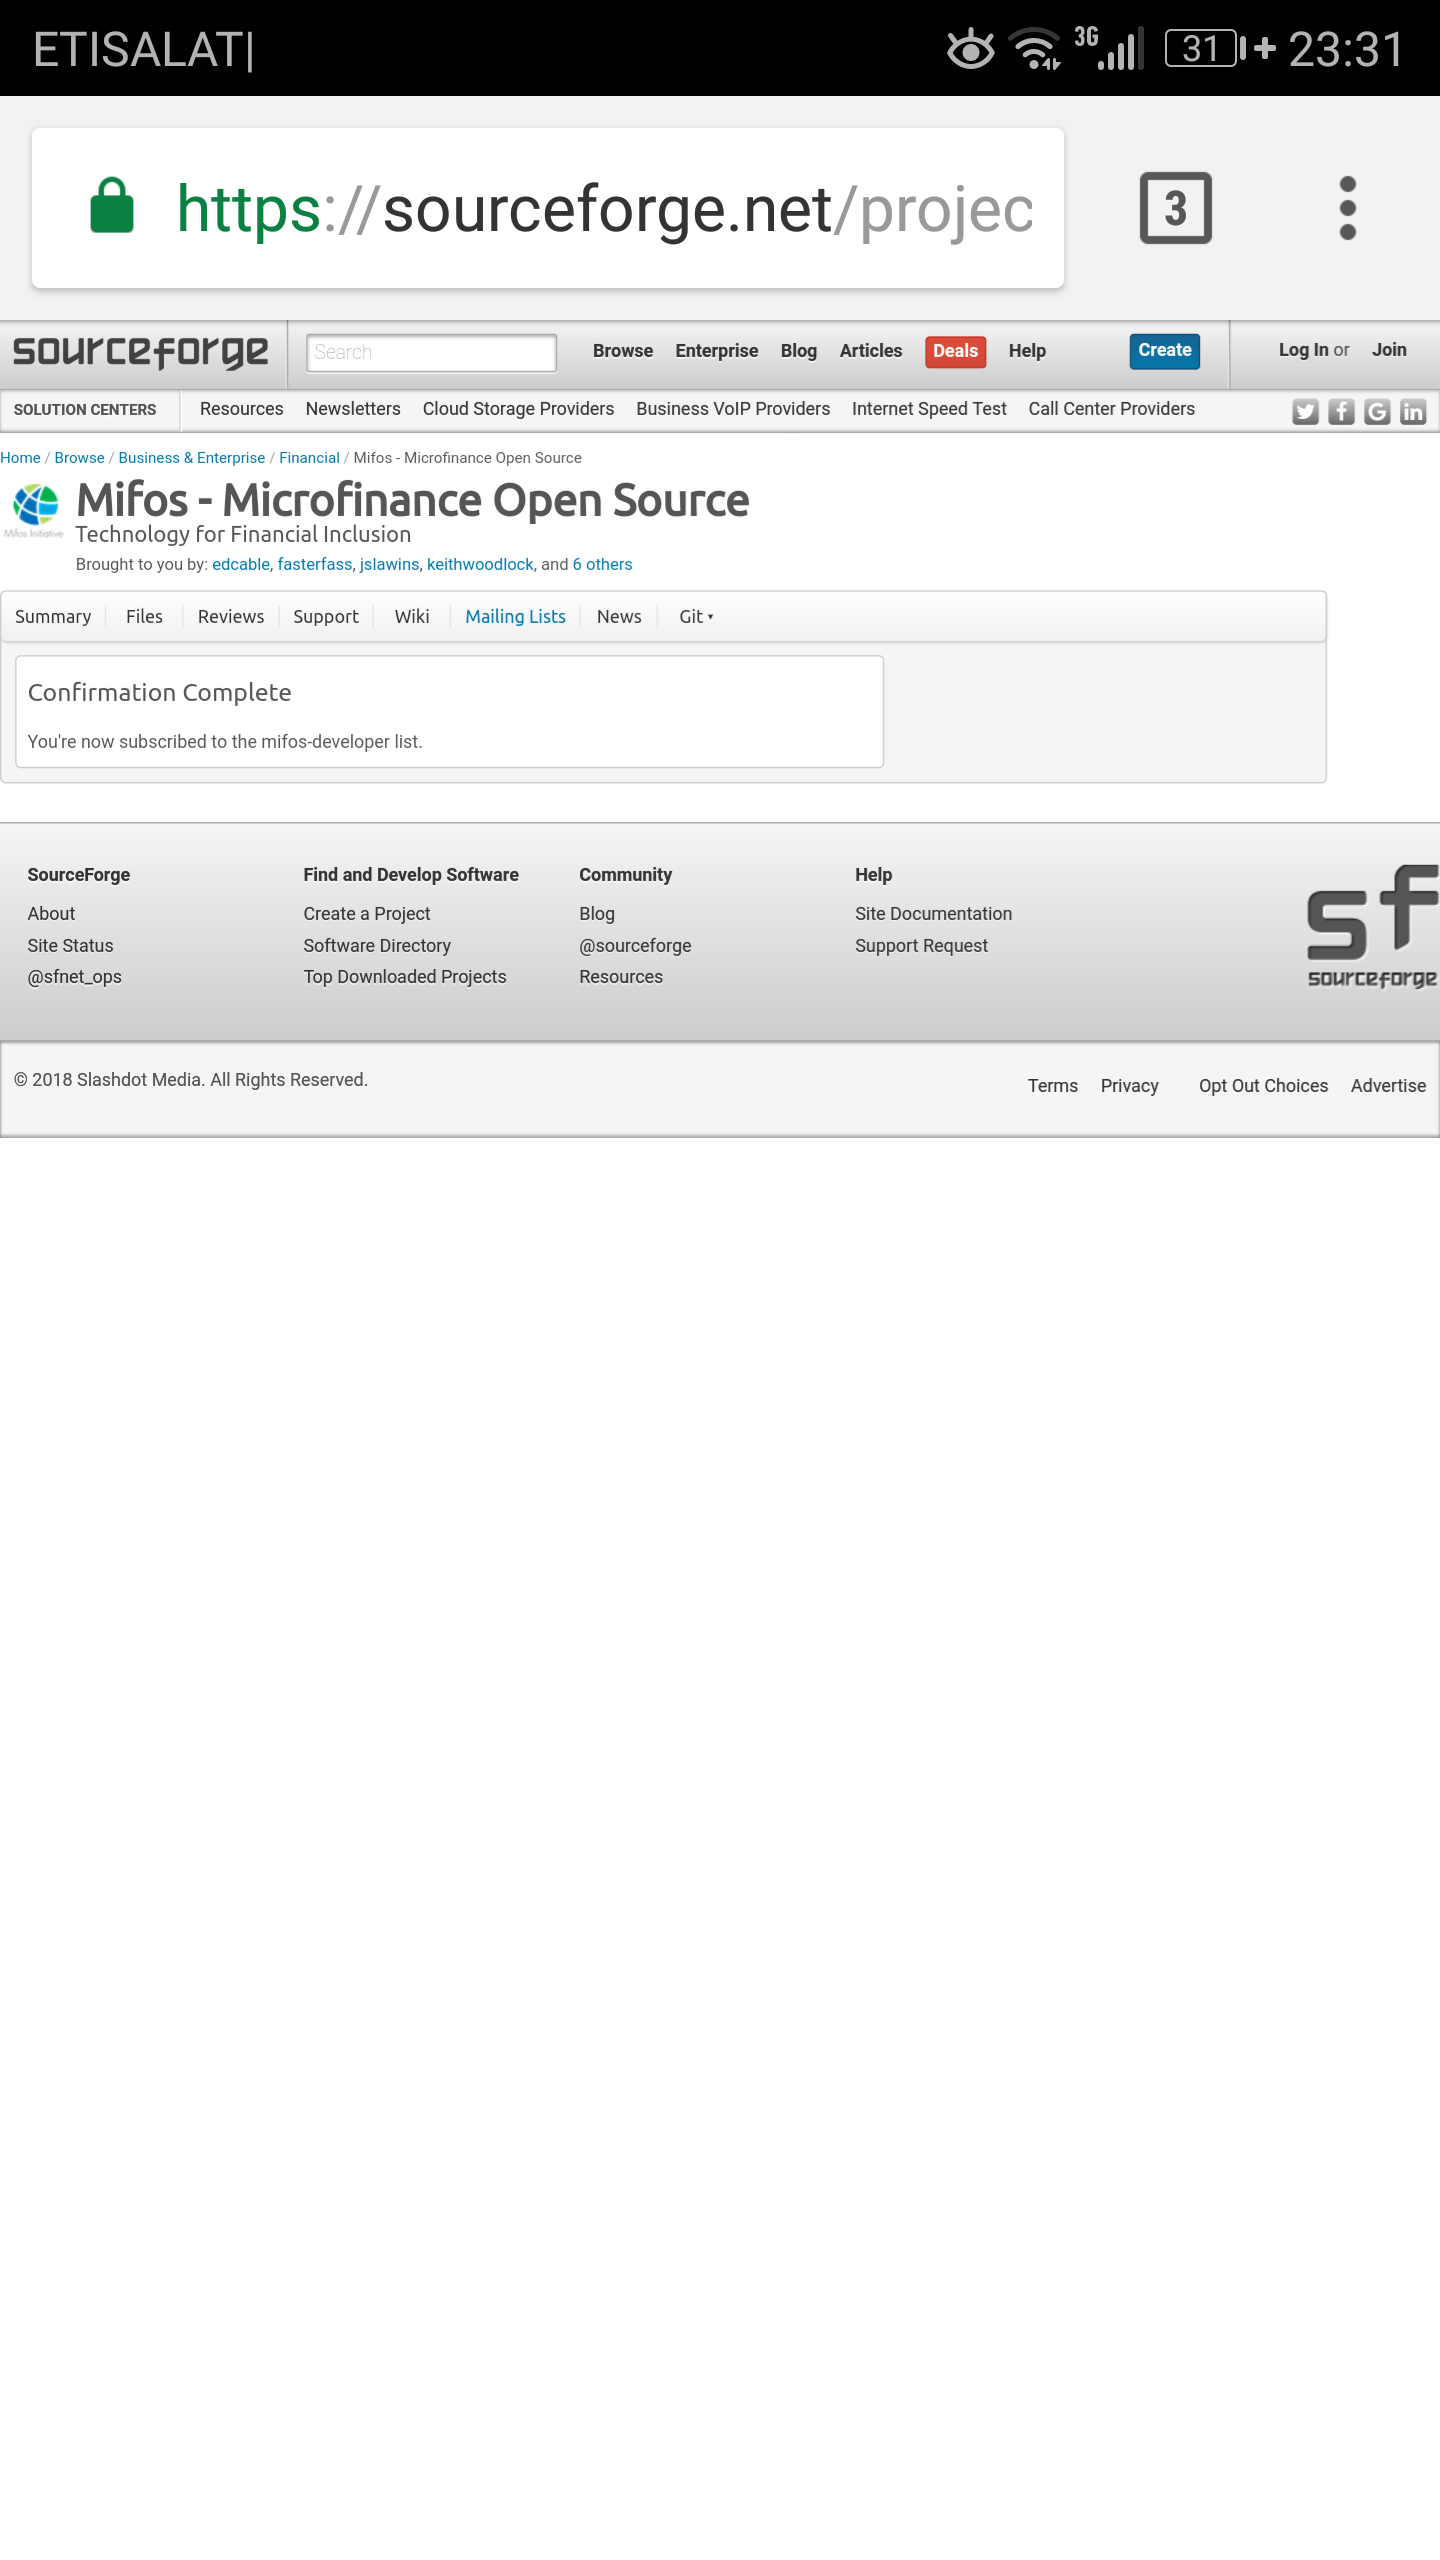 ETISALAT| 3G 31 23:31
https://sourceforge.net/projec 3
sourceforge Search Browse Enterprise Blog Articles Deals Help Create Log In or Join
SOLUTION CENTERS Resources Newsletters Cloud Storage Providers Business VoIP Providers Internet Speed Test Call Center Providers
Home / Browse / Business & Enterprise / Financial / Mifos - Microfinance Open Source
Mifos - Microfinance Open Source
Mifos Initiative Technology for Financial Inclusion
Brought to you by: edcable, fasterfass, jslawins, keithwoodlock, and 6 others
Summary Files Reviews Support Wiki Mailing Lists News Git
Confirmation Complete
You're now subscribed to the mifos-developer list.
SourceForge Find and Develop Software Community Help
About Create a Project Blog Site Documentation
Site Status Software Directory @sourceforge Support Request
@sfnet_ops Top Downloaded Projects Resources
sf
sourceforge
© 2018 Slashdot Media. All Rights Reserved.
Terms Privacy Opt Out Choices Advertise